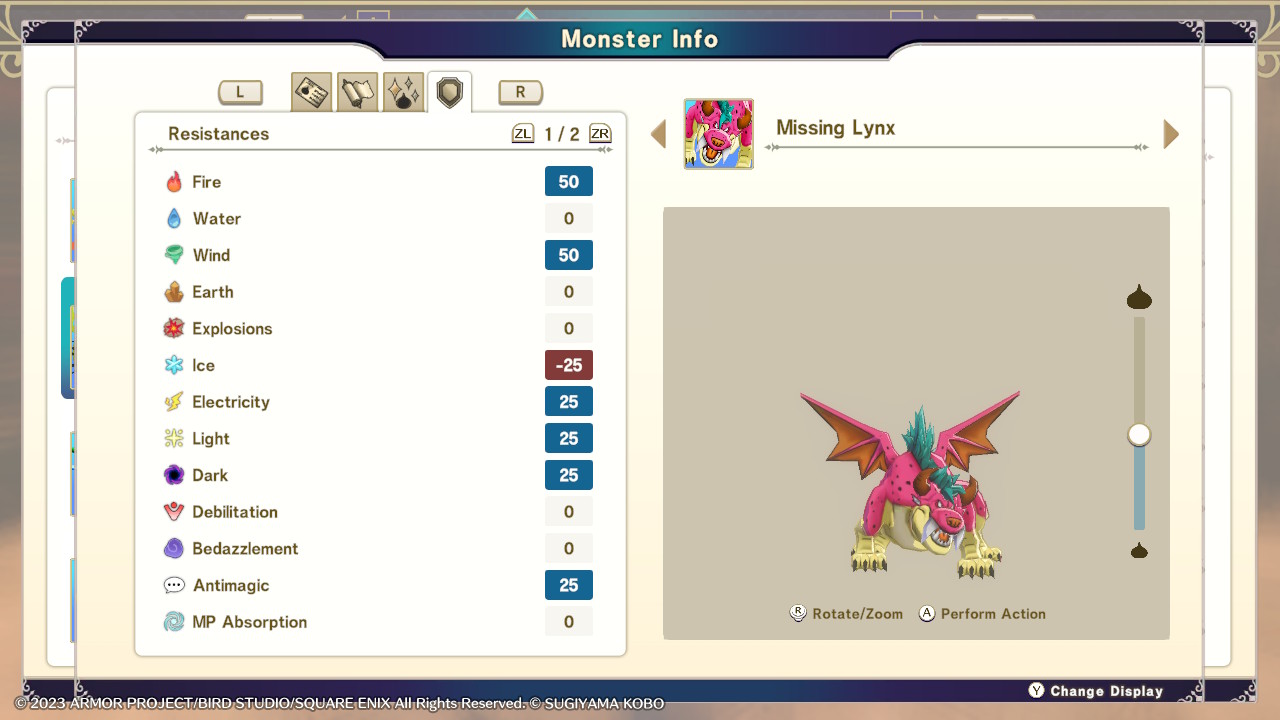 Monster Info
L
R
Resistances
ZL 1 / 2 ZR
Fire 50
Water 0
Wind 50
Earth 0
Explosions 0
Ice -25
Electricity 25
Light 25
Dark 25
Debilitation 0
Bedazzlement 0
Antimagic 25
MP Absorption 0
Missing Lynx
R Rotate/Zoom A Perform Action
Y Change Display
© 2023 ARMOR PROJECT/BIRD STUDIO/SQUARE ENIX All Rights Reserved. © SUGIYAMA KOBO